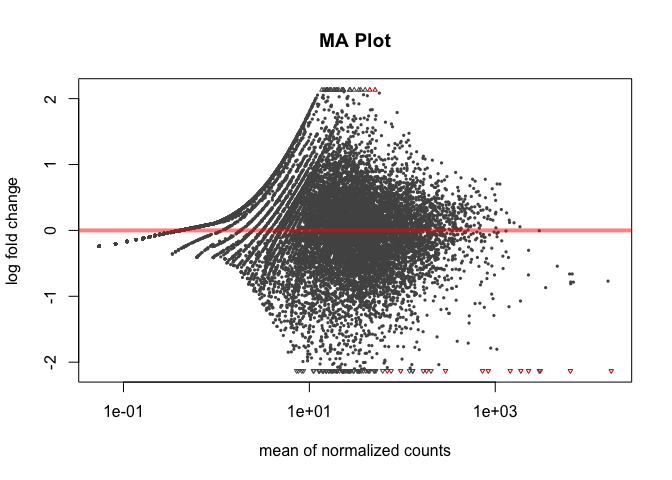 MA Plot
log fold change
2
1
0
-1
-2
1e-01
1e+01
1e+03
mean of normalized counts